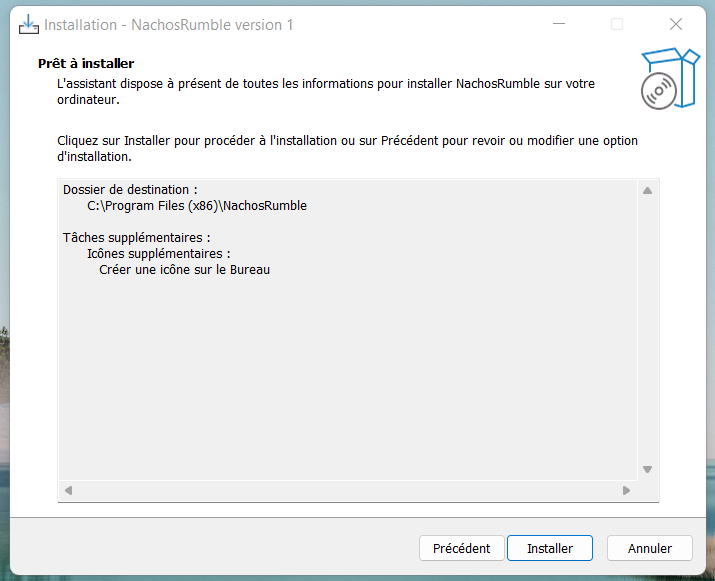 Installation - NachosRumble version 1
Prêt à installer
L'assistant dispose à présent de toutes les informations pour installer NachosRumble sur votre
ordinateur.
Cliquez sur Installer pour procéder à l'installation ou sur Précédent pour revoir ou modifier une option
d'installation.
Dossier de destination :
C:\Program Files (x86)\NachosRumble
Tâches supplémentaires :
Icônes supplémentaires :
Créer une icône sur le Bureau
Précédent
Installer
Annuler